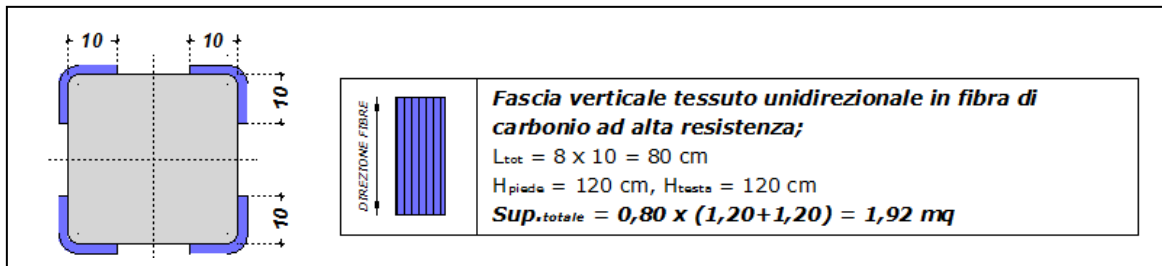 10 10
10
10
DIREZIONE FIBRE
Fascia verticale tessuto unidirezionale in fibra di
carbonio ad alta resistenza;
Ltot = 8 x 10 = 80 cm
Hpiede = 120 cm, Htesta = 120 cm
Sup.totale = 0,80 x (1,20+1,20) = 1,92 mq